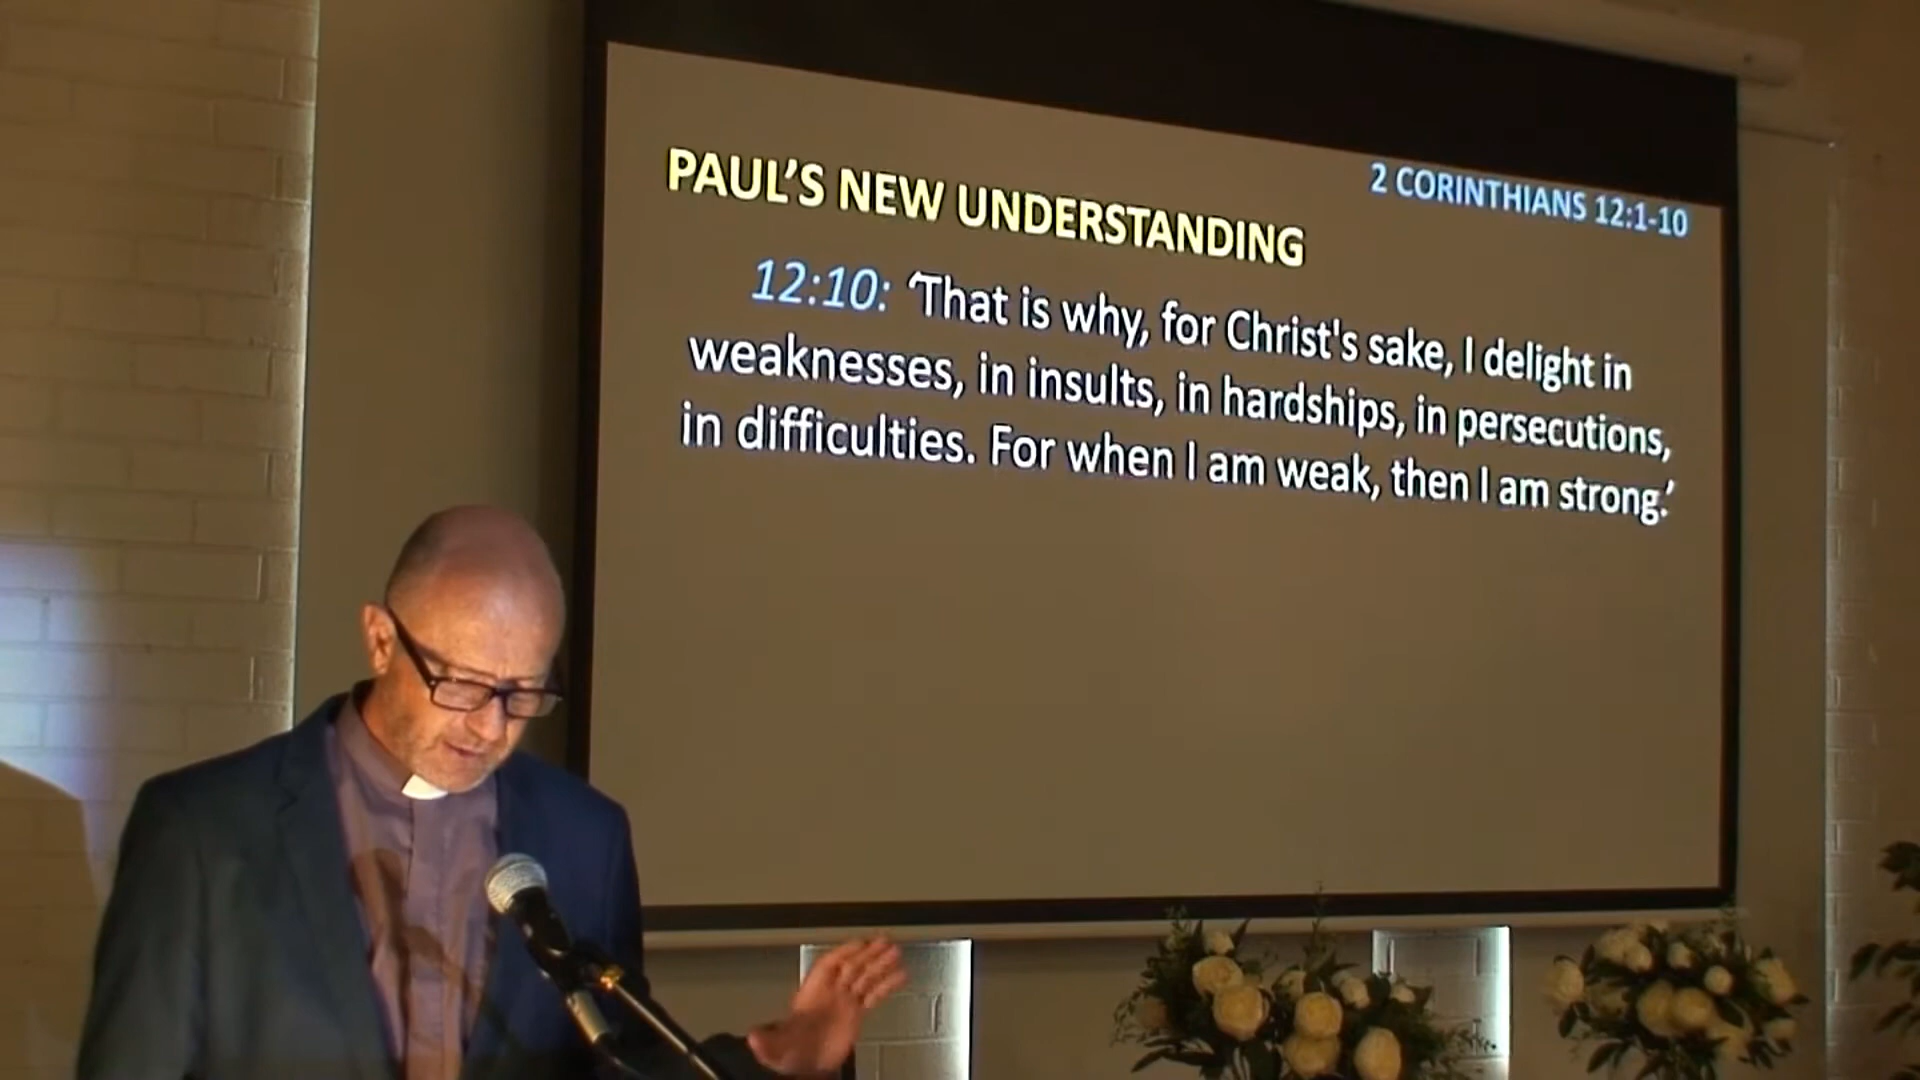 2 CORINTHIANS 12:1-10
PAUL’S NEW UNDERSTANDING
12:10: ‘That is why, for Christ's sake, I delight in
weaknesses, in insults, in hardships, in persecutions,
in difficulties. For when I am weak, then I am strong.’